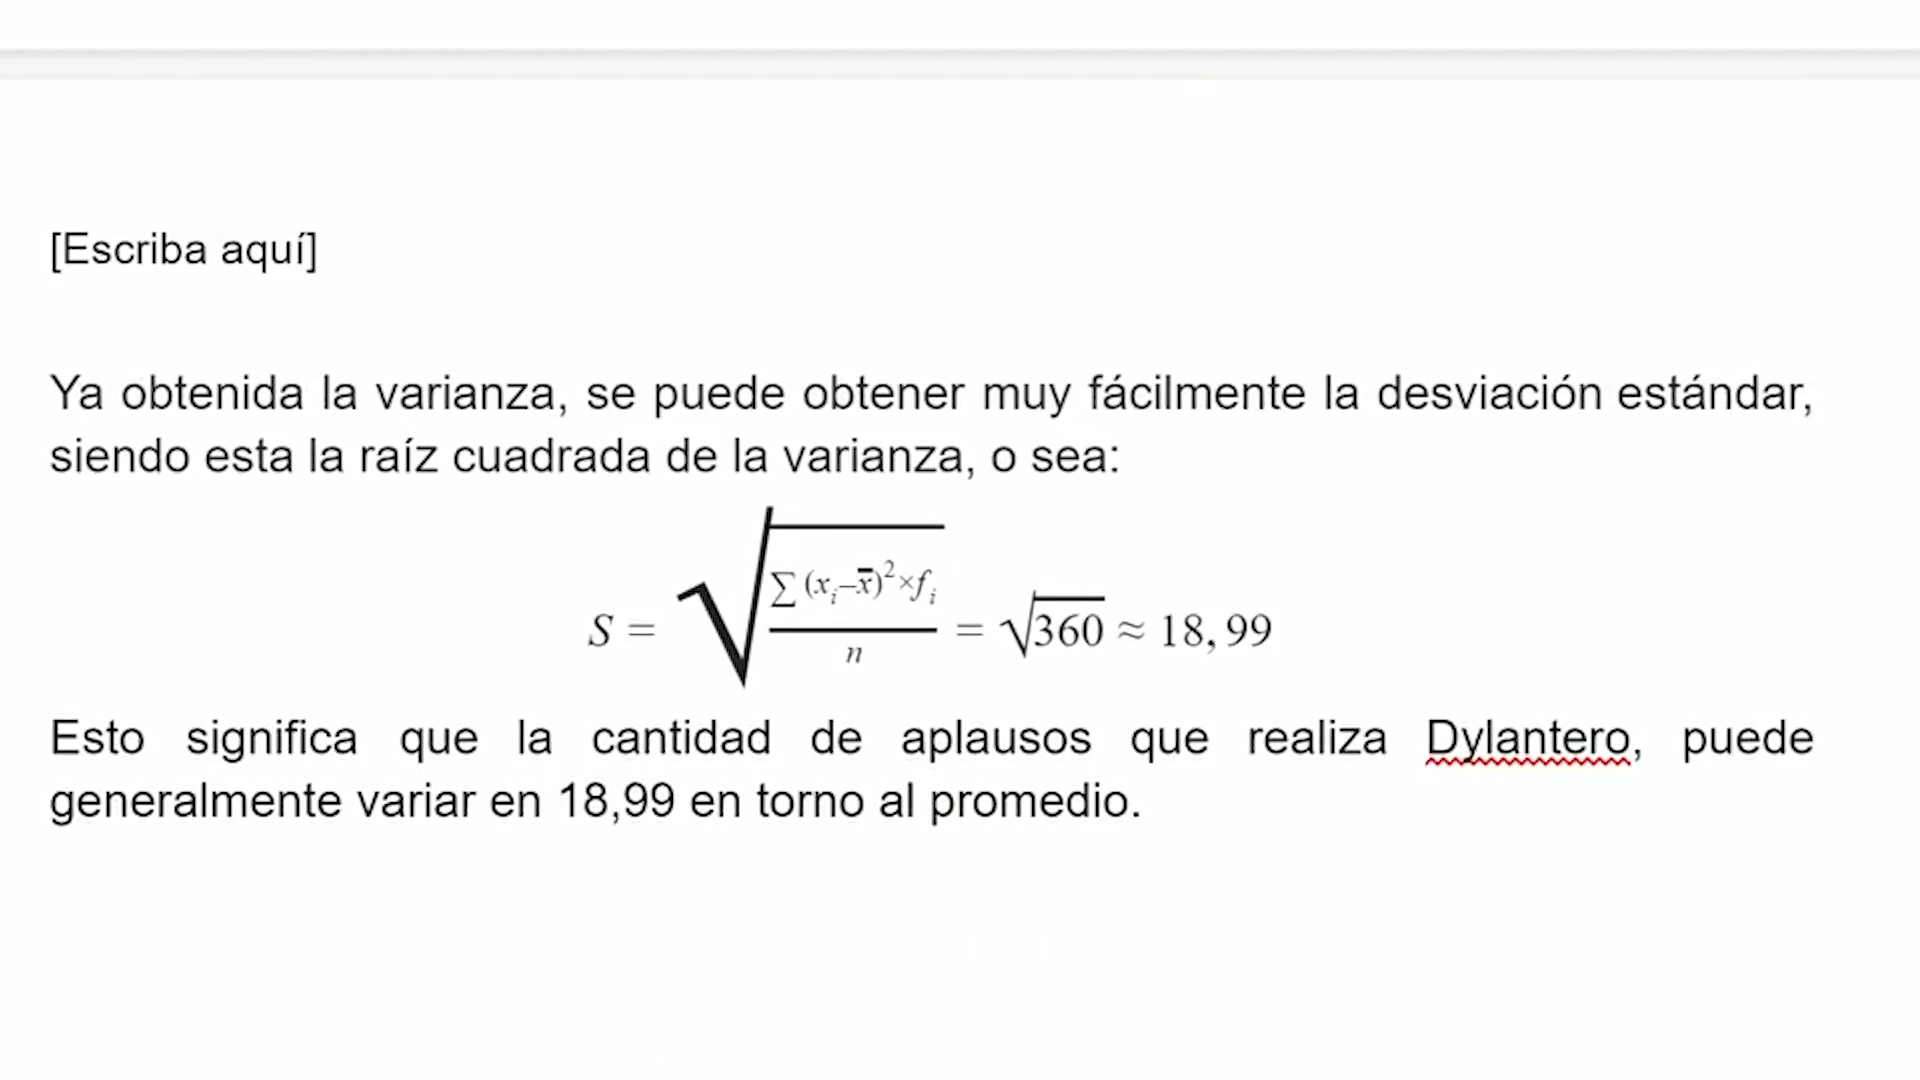 [Escriba aquí]
Ya obtenida la varianza, se puede obtener muy fácilmente la desviación estándar,
siendo esta la raíz cuadrada de la varianza, o sea:
S = √(∑(xᵢ–x̄)²×fᵢ / n) = √360 ≈ 18,99
Esto significa que la cantidad de aplausos que realiza Dylantero, puede
generalmente variar en 18,99 en torno al promedio.